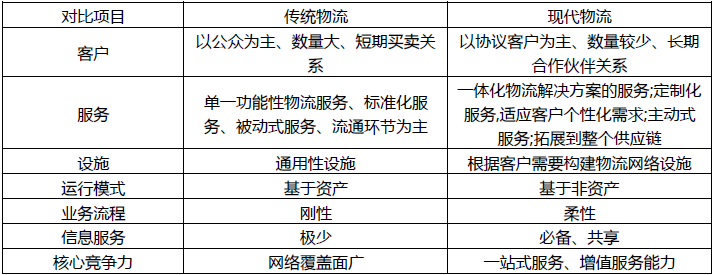 对比项目 传统物流 现代物流
客户 以公众为主、数量大、短期买卖关 以协议客户为主、数量较少、长期
系 合作伙伴关系
服务 单一功能性物流服务、标准化服 一体化物流解决方案的服务;定制化
务、被动式服务、流通环节为主 服务,适应客户个性化需求;主动式
服务;拓展到整个供应链
设施 通用性设施 根据客户需要构建物流网络设施
运行模式 基于资产 基于非资产
业务流程 刚性 柔性
信息服务 极少 必备、共享
核心竞争力 网络覆盖面广 一站式服务、增值服务能力